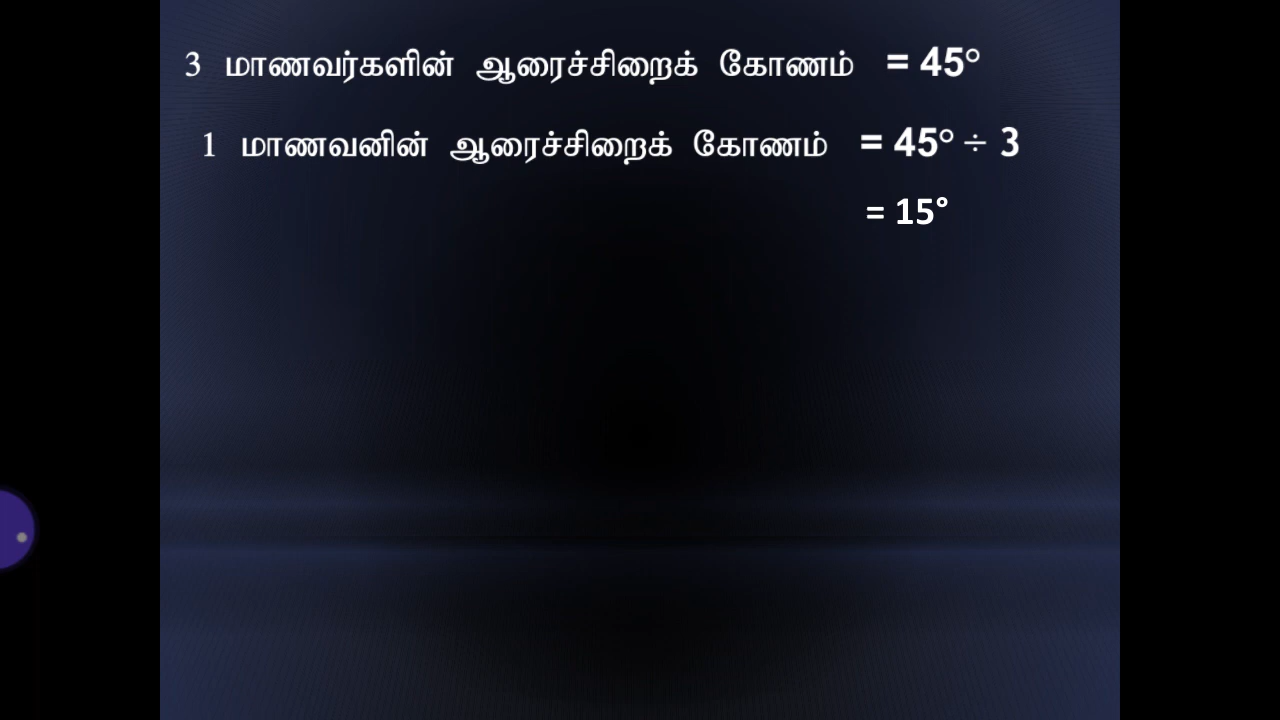 3 மாணவர்களின் ஆரைச்சிறைக் கோணம் = 45°
1 மாணவனின் ஆரைச்சிறைக் கோணம் = 45° ÷ 3
= 15°